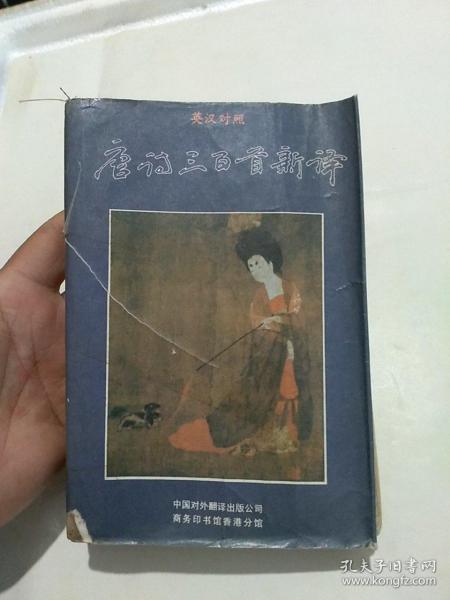 英汉对照
唐诗三百首新译
中国对外翻译出版公司
商务印书馆香港分馆
孔夫子旧书网
www.kongfz.com